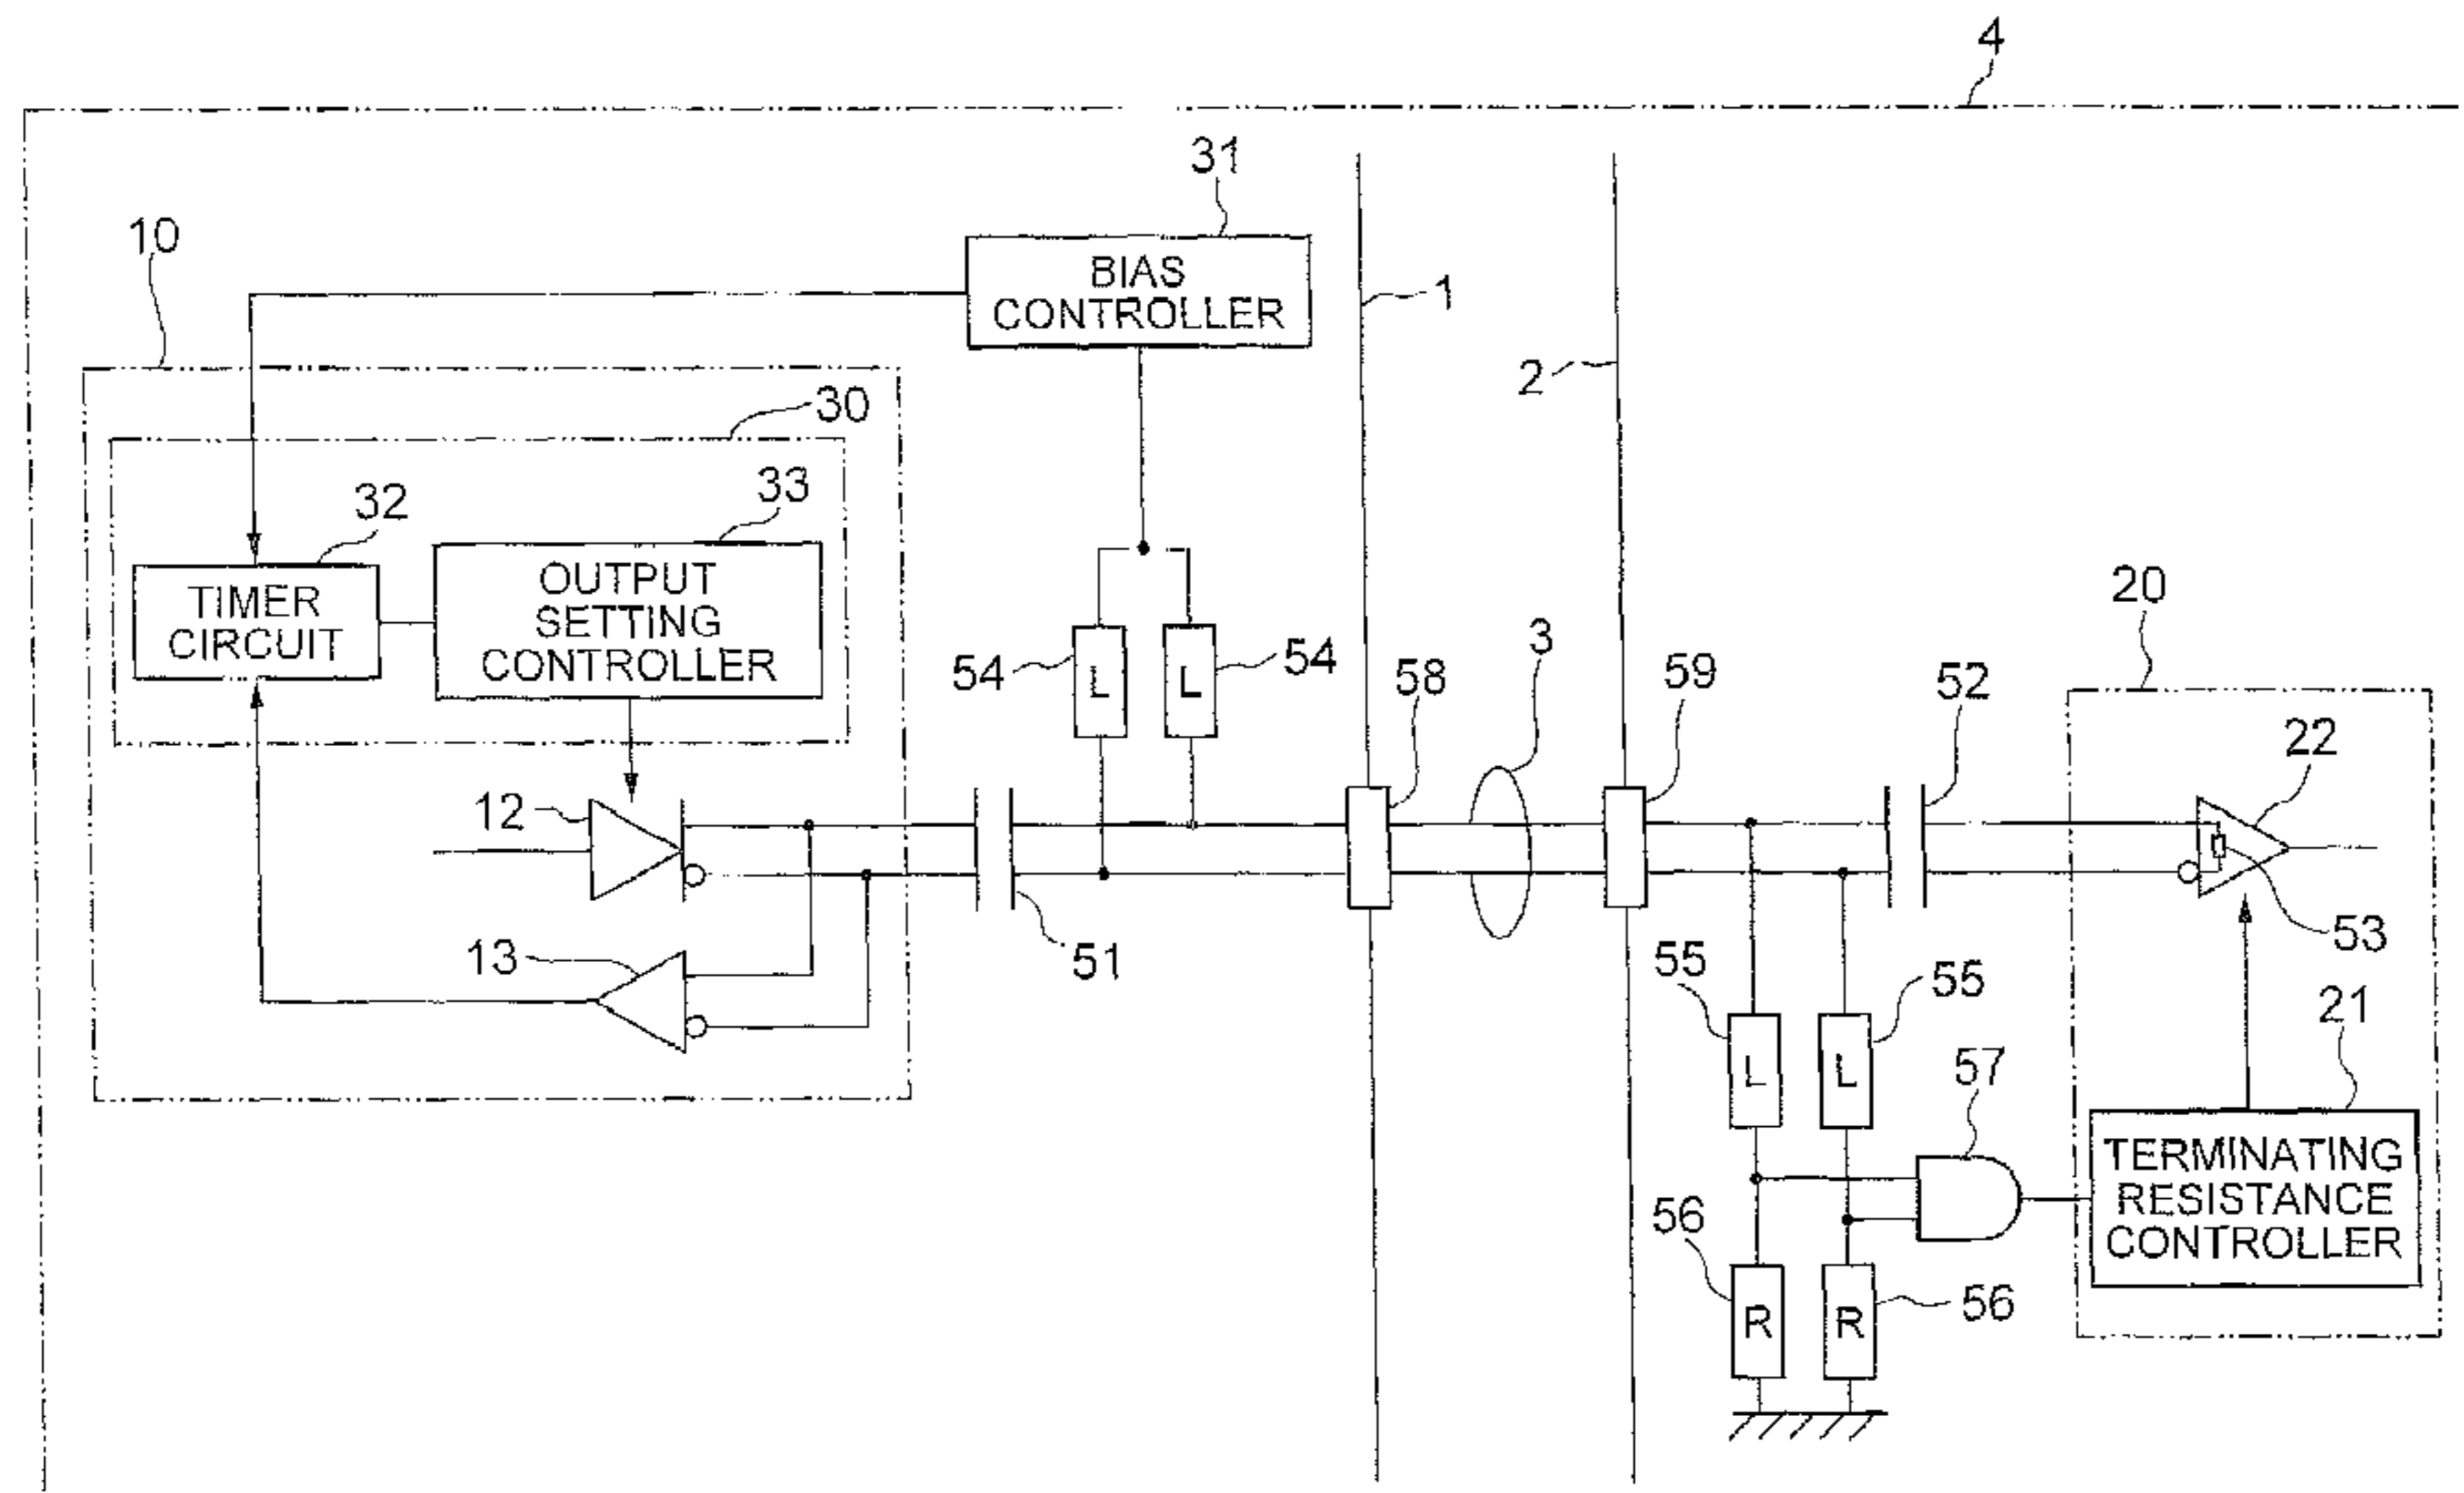 4
31
10
BIAS
CONTROLLER
1
2
30
33
32
OUTPUT
SETTING
CONTROLLER
TIMER
CIRCUIT
20
54
L
L
54
58
3
59
52
22
12
53
13
51
55
L
L
55
21
57
TERMINATING
RESISTANCE
CONTROLLER
56
R
R
56